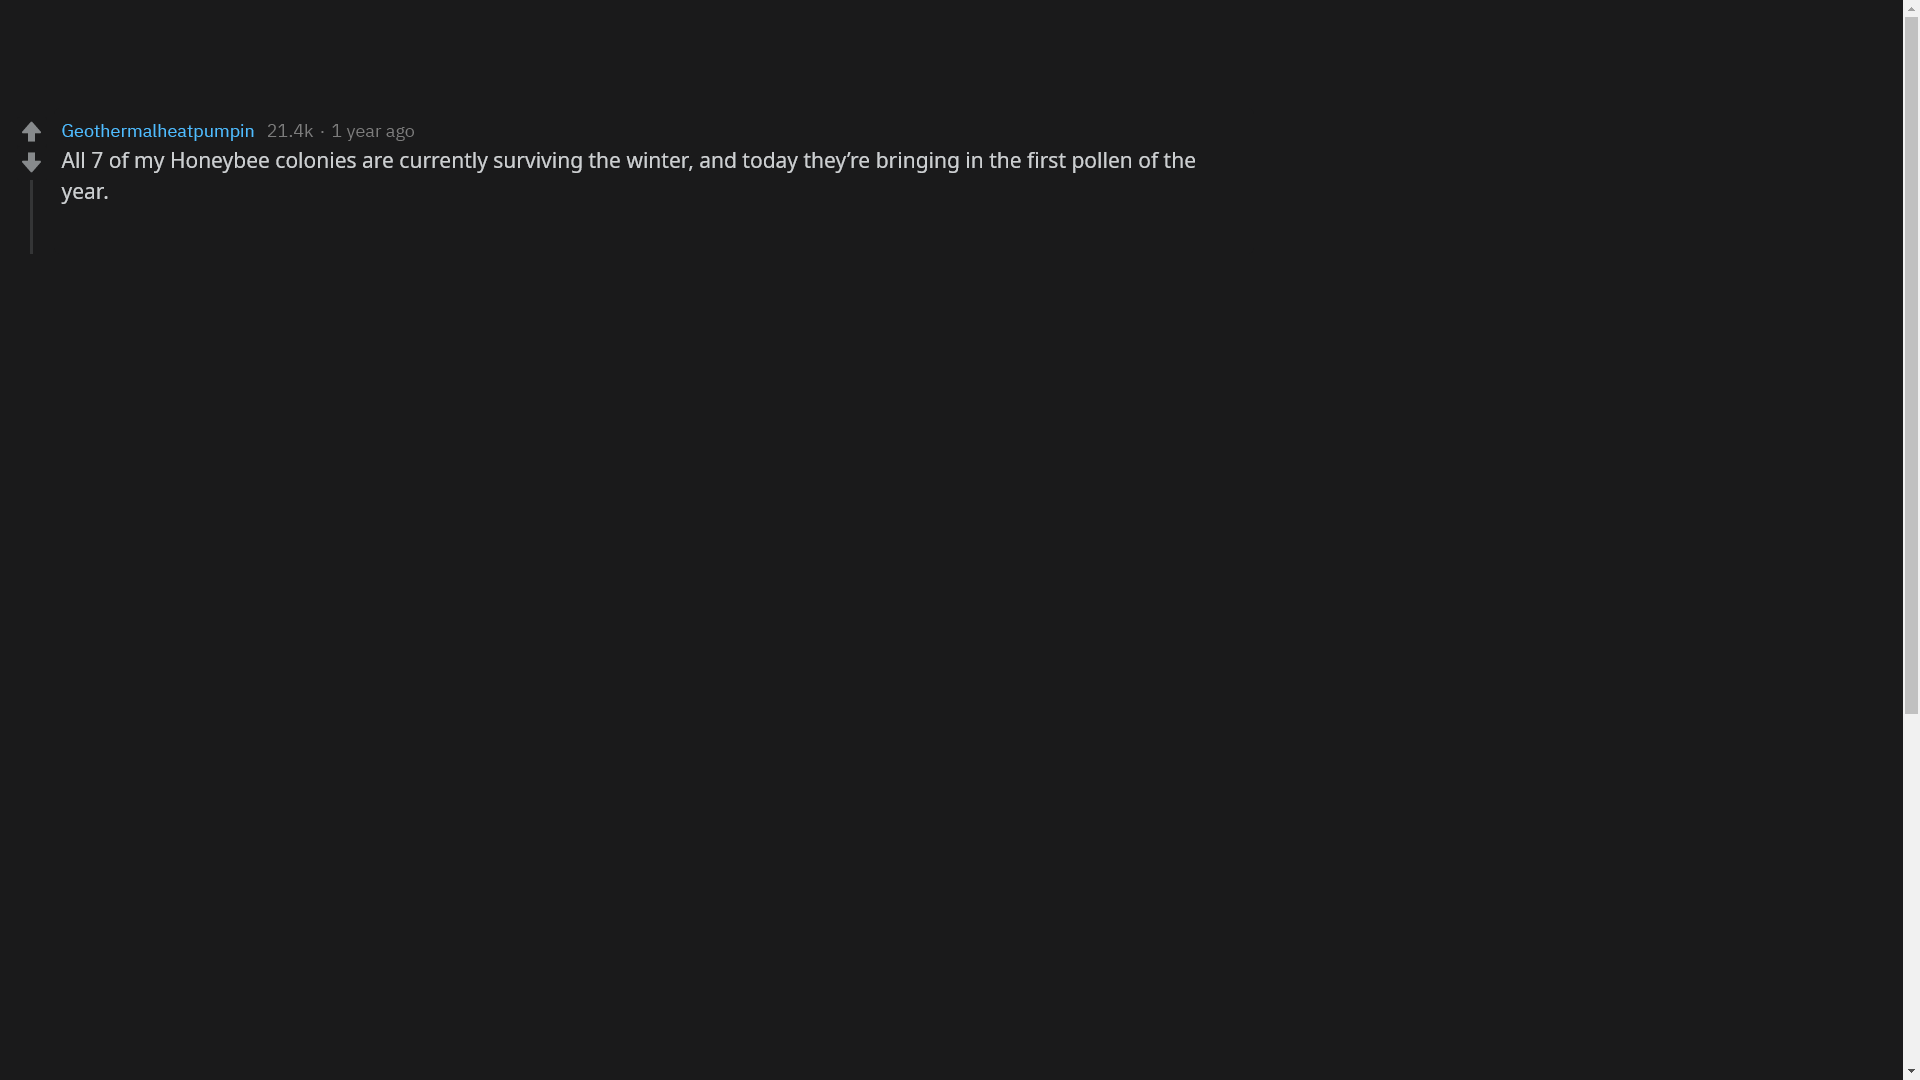 Geothermalheatpumpin 21.4k · 1 year ago
All 7 of my Honeybee colonies are currently surviving the winter, and today they’re bringing in the first pollen of the
year.